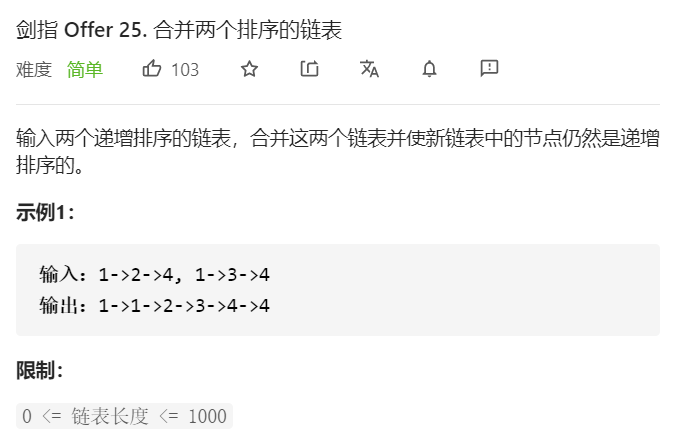 剑指 Offer 25. 合并两个排序的链表
难度 简单 103
输入两个递增排序的链表，合并这两个链表并使新链表中的节点仍然是递增
排序的。
示例1：
输入：1->2->4, 1->3->4
输出：1->1->2->3->4->4
限制：
0 <= 链表长度 <= 1000